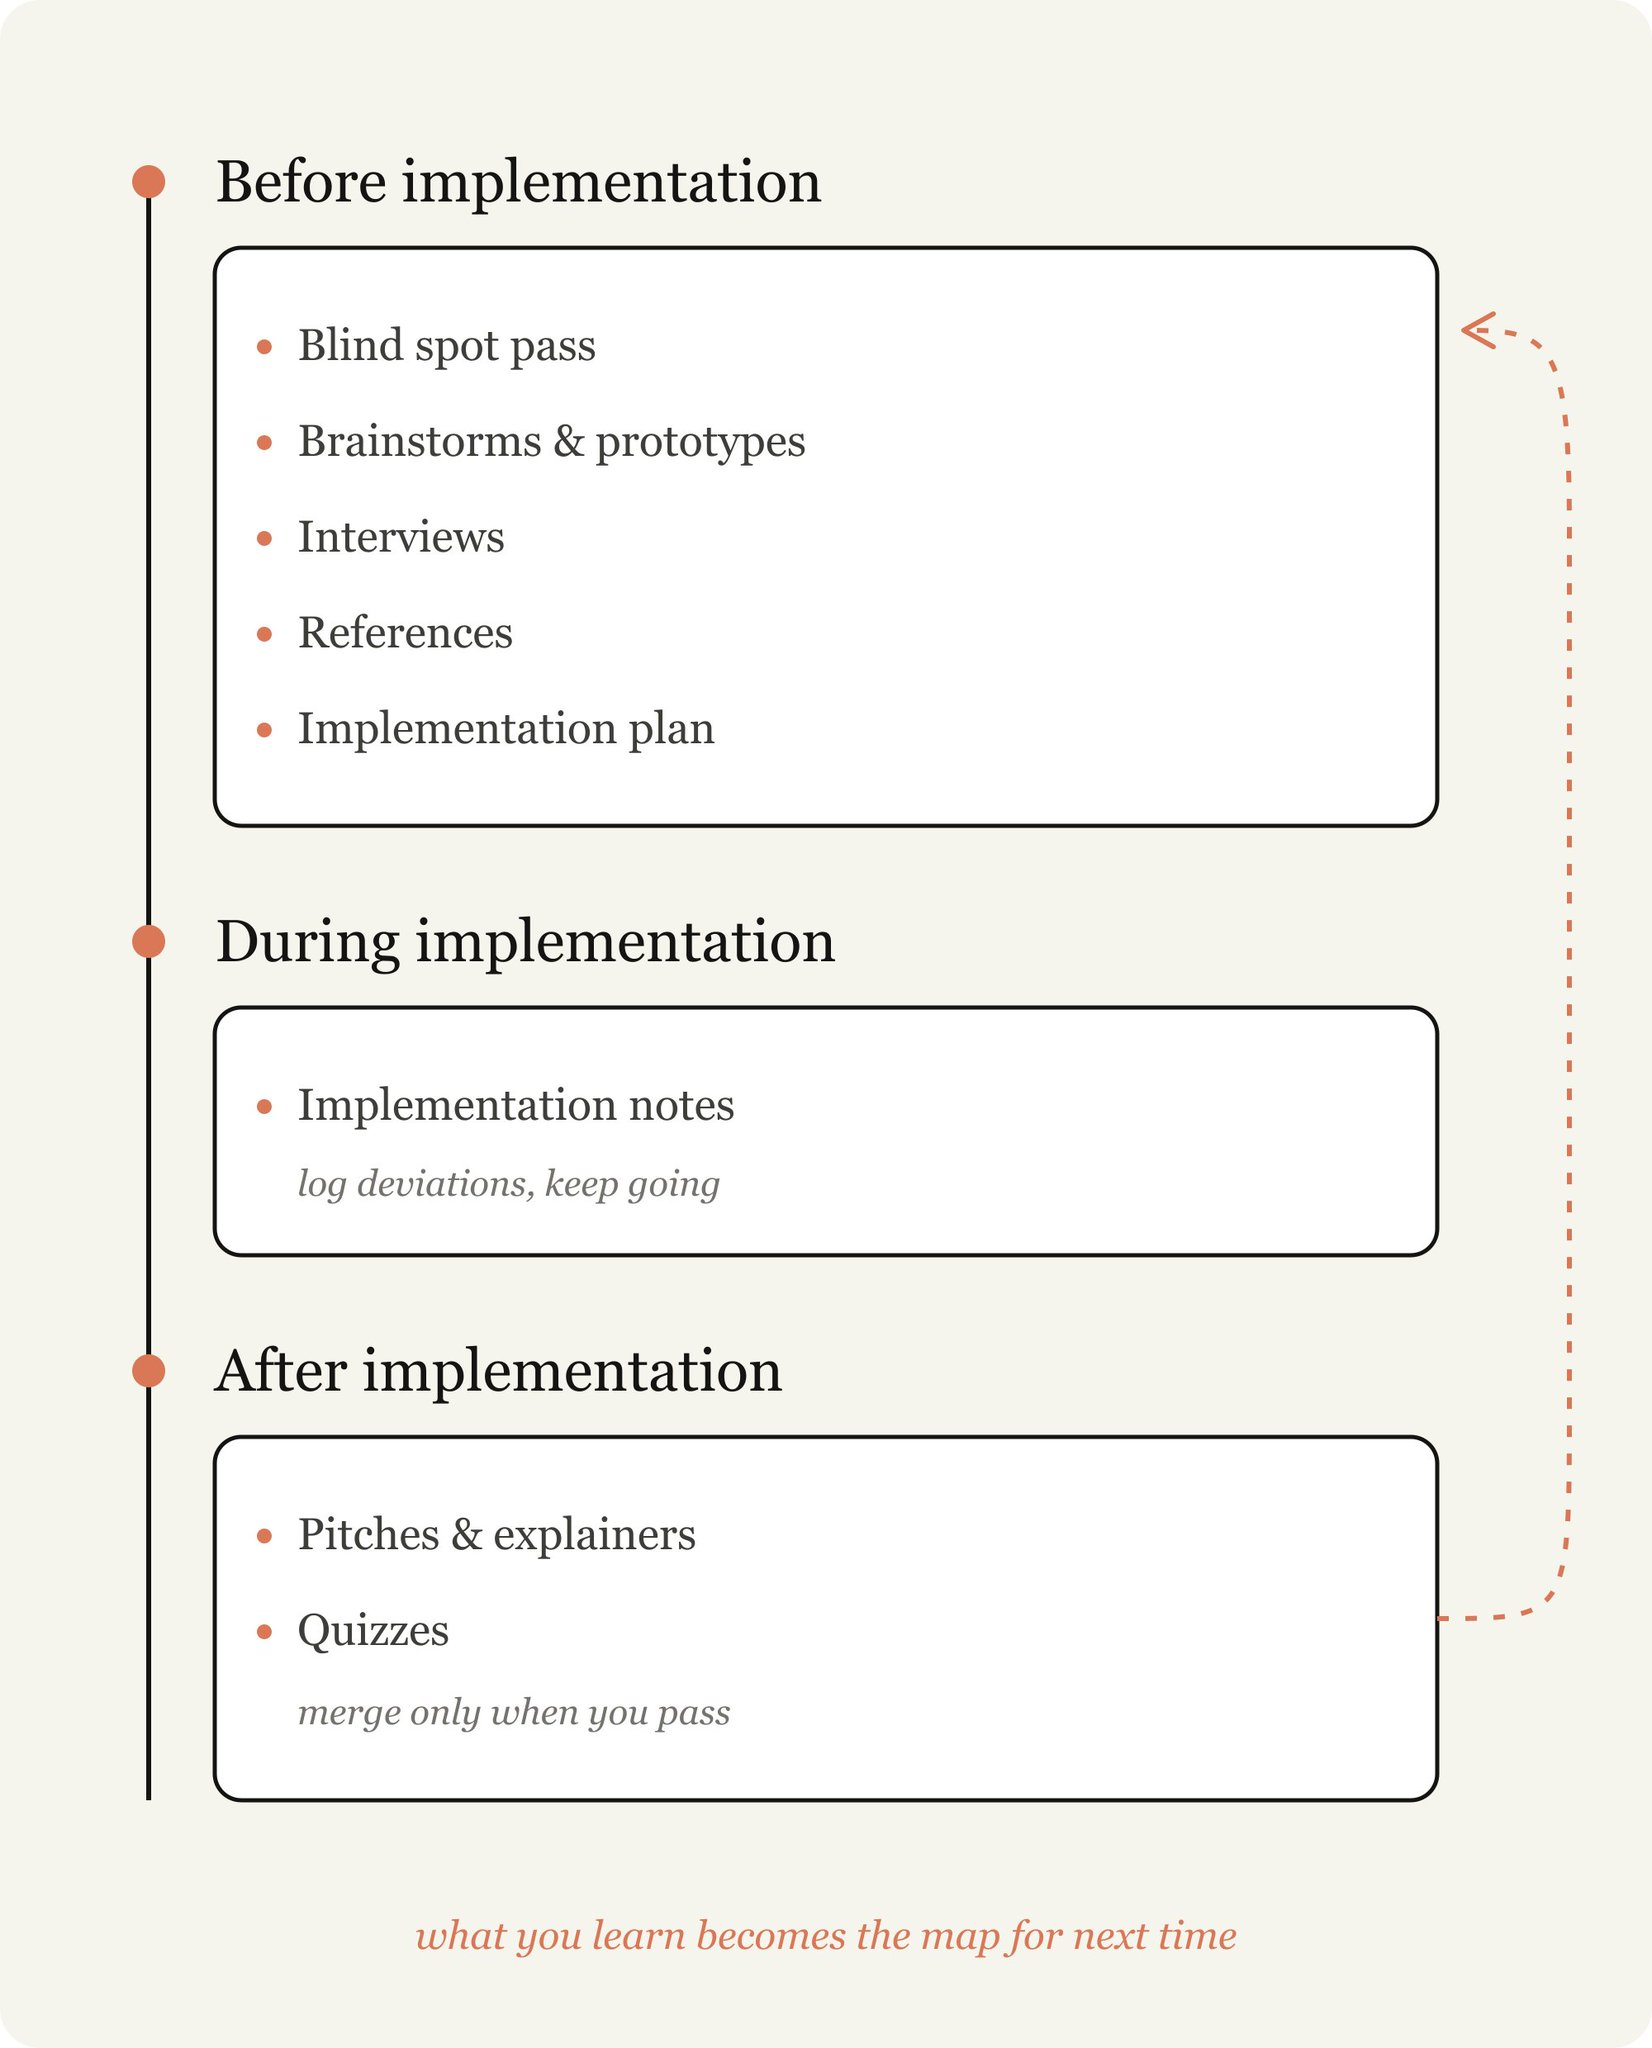 Before implementation
Blind spot pass
Brainstorms & prototypes
Interviews
References
Implementation plan
During implementation
Implementation notes
log deviations, keep going
After implementation
Pitches & explainers
Quizzes
merge only when you pass
what you learn becomes the map for next time